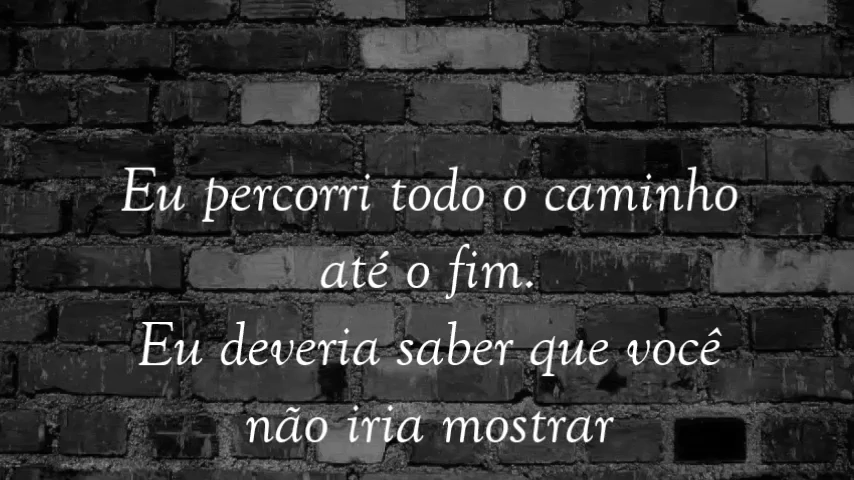 Eu percorri todo o caminho
até o fim.
Eu deveria saber que você
não iria mostrar